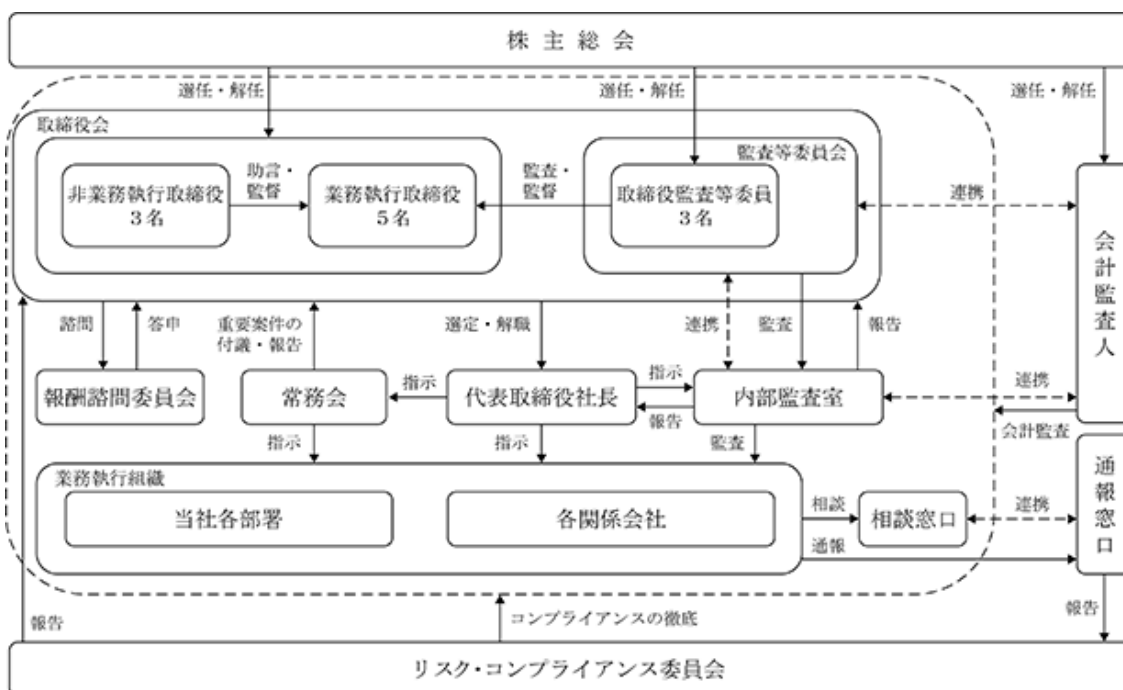 株主総会
選任・解任
選任・解任
選任・解任
取締役会
監査等委員会
非業務執行取締役
3名
助言・
監督
業務執行取締役
5名
監査・
監督
取締役監査等委員
3名
連携
会計監査人
諮問
答申
重要案件の
付議・報告
選定・解職
連携
監査
報告
報酬諮問委員会
常務会
指示
代表取締役社長
指示
報告
内部監査室
連携
会計監査
指示
指示
監査
業務執行組織
当社各部署
各関係会社
相談
相談窓口
連携
通報窓口
通報
報告
コンプライアンスの徹底
報告
リスク・コンプライアンス委員会